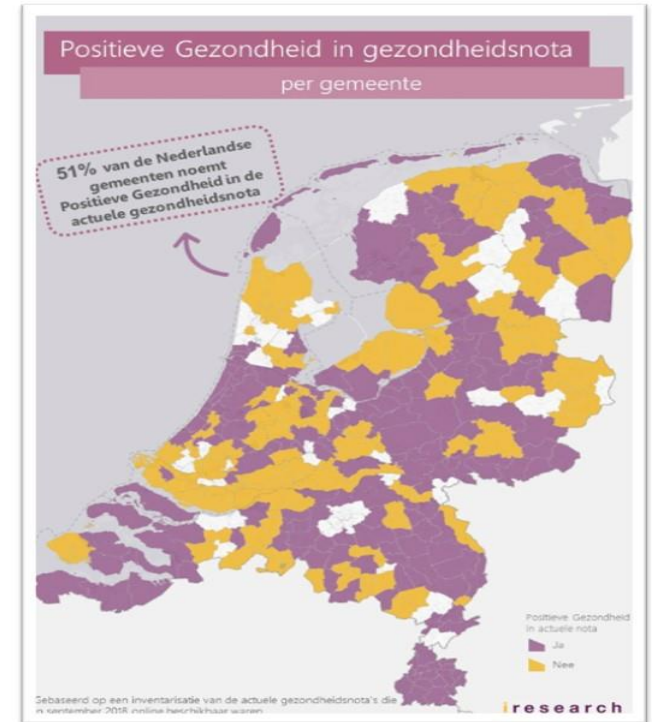 Positieve Gezondheid in gezondheidsnota
per gemeente
51% van de Nederlandse
gemeenten noemt
Positieve Gezondheid in de
actuele gezondheidsnota
Positieve Gezondheid
in actuele nota
Ja
Nee
Gebaseerd op een inventarisatie van de actuele gezondheidsnota's die
september 2018 online beschikbaar waren
iresearch